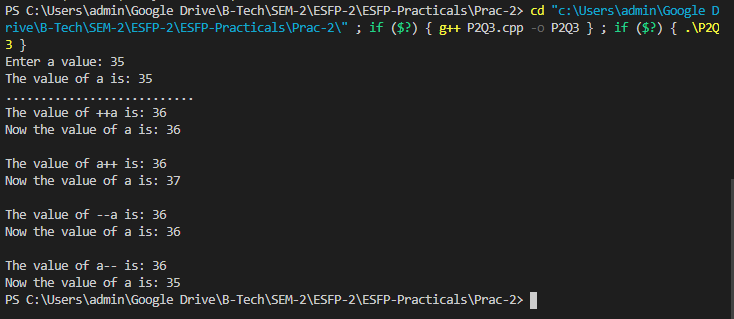 PS C:\Users\admin\Google Drive\B-Tech\SEM-2\ESFP-2\ESFP-Practicals\Prac-2> cd "c:\Users\admin\Google D
rive\B-Tech\SEM-2\ESFP-2\ESFP-Practicals\Prac-2\" ; if ($?) { g++ P2Q3.cpp -o P2Q3 } ; if ($?) { .\P2Q
3 }
Enter a value: 35
The value of a is: 35
...........................
The value of ++a is: 36
Now the value of a is: 36
The value of a++ is: 36
Now the value of a is: 37
The value of --a is: 36
Now the value of a is: 36
The value of a-- is: 36
Now the value of a is: 35
PS C:\Users\admin\Google Drive\B-Tech\SEM-2\ESFP-2\ESFP-Practicals\Prac-2>